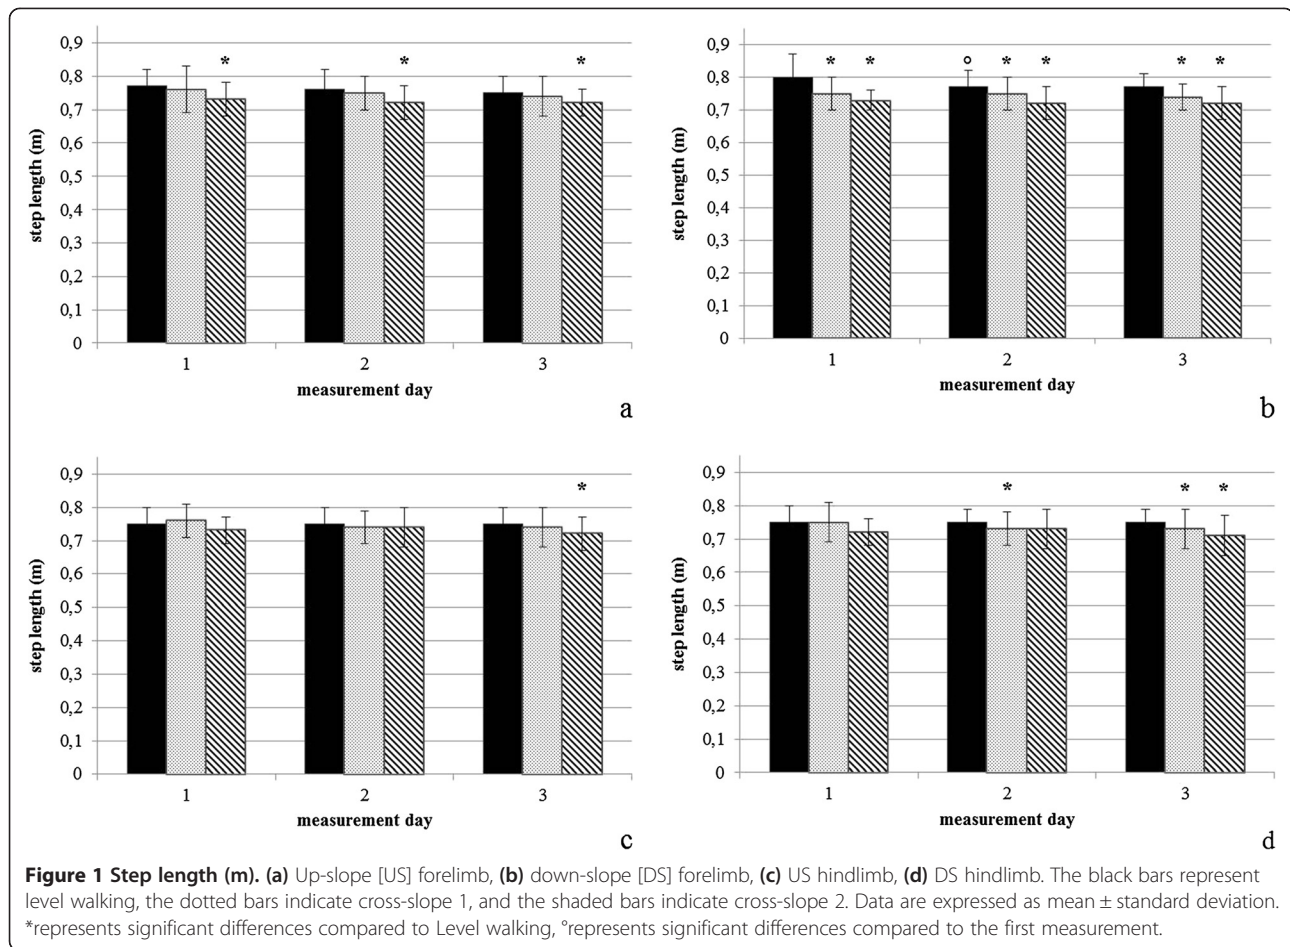 0,9
* * *
0,8
0,7
0,6
0,5
0,4
0,3
0,2
0,1
0
step length (m)
1 2 3
measurement day
a
0,9
* * ° * * * *
0,8
0,7
0,6
0,5
0,4
0,3
0,2
0,1
0
step length (m)
1 2 3
measurement day
b
0,9
*
0,8
0,7
0,6
0,5
0,4
0,3
0,2
0,1
0
step length (m)
1 2 3
measurement day
c
0,9
* * *
0,8
0,7
0,6
0,5
0,4
0,3
0,2
0,1
0
step length (m)
1 2 3
measurement day
d
Figure 1 Step length (m). (a) Up-slope [US] forelimb, (b) down-slope [DS] forelimb, (c) US hindlimb, (d) DS hindlimb. The black bars represent
level walking, the dotted bars indicate cross-slope 1, and the shaded bars indicate cross-slope 2. Data are expressed as mean ± standard deviation.
*represents significant differences compared to Level walking, °represents significant differences compared to the first measurement.